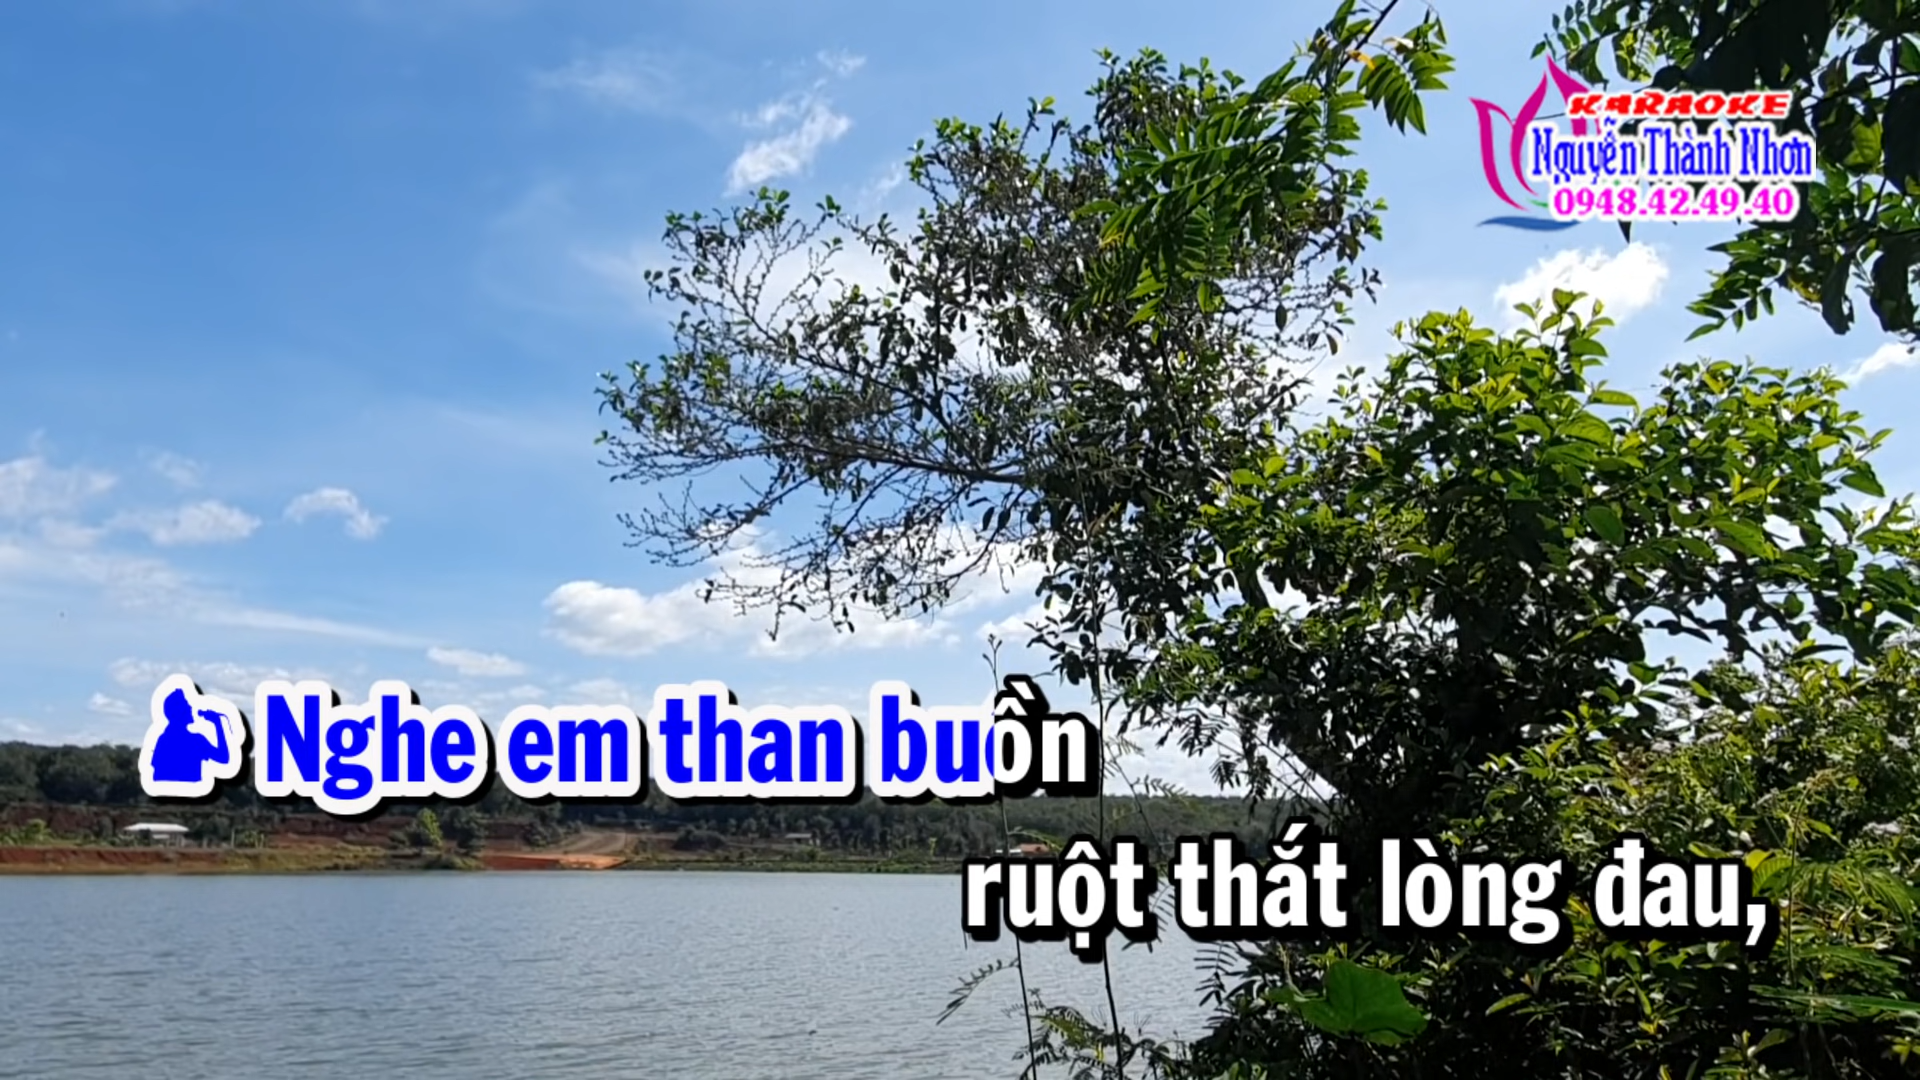 KARAOKE
Nguyễn Thành Nhơn
0948.42.49.40
Nghe em than buồn
ruột thắt lòng đau,